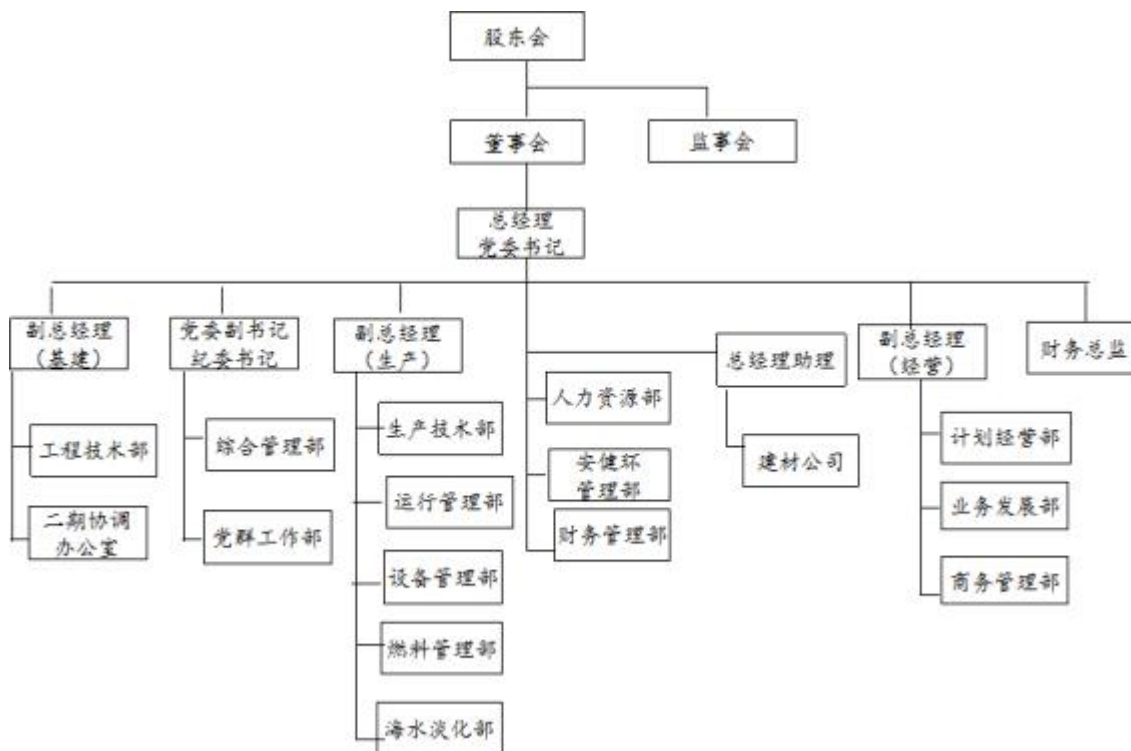 股东会
董事会
监事会
总经理
党委书记
副总经理
（基建）
党委副书记
纪委书记
副总经理
（生产）
总经理助理
副总经理
（经营）
财务总监
人力资源部
工程技术部
综合管理部
生产技术部
计划经营部
安健环
管理部
建材公司
运行管理部
业务发展部
二期协调
办公室
党群工作部
财务管理部
设备管理部
商务管理部
燃料管理部
海水淡化部